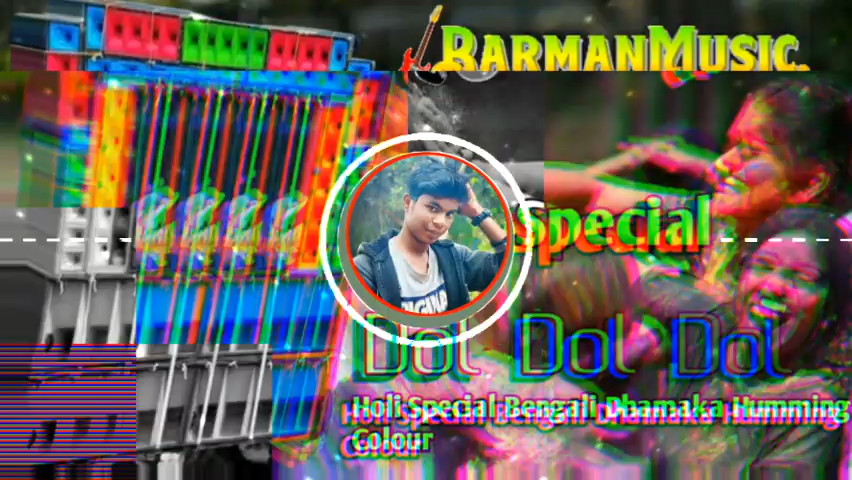 BARMANMUSIC
special
Dol Dol Dol
Holi Special Bengali Dhamaka Humming
Colour